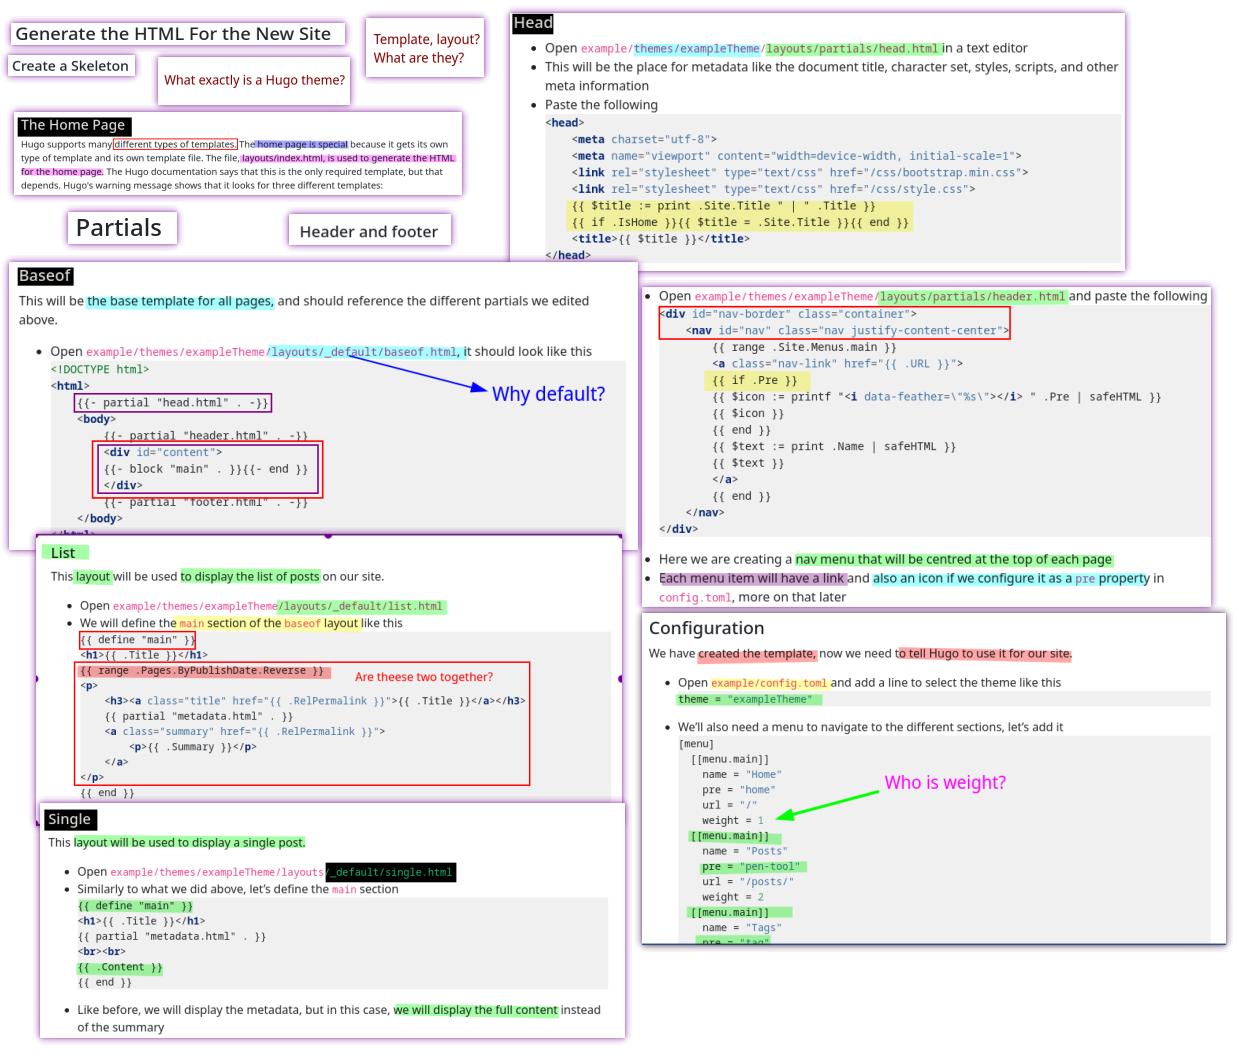 Generate the HTML For the New Site
Create a Skeleton
Template, layout?
What are they?
What exactly is a Hugo theme?
The Home Page
Hugo supports many different types of templates. The home page is special because it gets its own
type of template and its own template file. The file, layouts/index.html, is used to generate the HTML
for the home page. The Hugo documentation says that this is the only required template, but that
depends. Hugo's warning message shows that it looks for three different templates:
Partials
Header and footer
Head
• Open example/themes/exampleTheme/layouts/partials/head.html in a text editor
• This will be the place for metadata like the document title, character set, styles, scripts, and other
meta information
• Paste the following
<head>
<meta charset="utf-8">
<meta name="viewport" content="width=device-width, initial-scale=1">
<link rel="stylesheet" type="text/css" href="/css/bootstrap.min.css">
<link rel="stylesheet" type="text/css" href="/css/style.css">
{{ $title := print .Site.Title " | " .Title }}
{{ if .IsHome }}{{ $title = .Site.Title }}{{ end }}
<title>{{ $title }}</title>
</head>
Baseof
This will be the base template for all pages, and should reference the different partials we edited
above.
• Open example/themes/exampleTheme/layouts/_default/baseof.html, it should look like this
<!DOCTYPE html>
<html>
{{- partial "head.html" . -}}
<body>
{{- partial "header.html" . -}}
<div id="content">
{{- block "main" . }}{{- end }}
</div>
{{- partial "footer.html" . -}}
</body>
</html>
Why default?
• Open example/themes/exampleTheme/layouts/partials/header.html and paste the following
<div id="nav-border" class="container">
<nav id="nav" class="nav justify-content-center">
{{ range .Site.Menus.main }}
<a class="nav-link" href="{{ .URL }}">
{{ if .Pre }}
{{ $icon := printf "<i data-feather=\"%s\"></i> " .Pre | safeHTML }}
{{ $icon }}
{{ end }}
{{ $text := print .Name | safeHTML }}
{{ $text }}
</a>
{{ end }}
</nav>
</div>
• Here we are creating a nav menu that will be centred at the top of each page
• Each menu item will have a link and also an icon if we configure it as a pre property in
config.toml, more on that later
List
This layout will be used to display the list of posts on our site.
• Open example/themes/exampleTheme/layouts/_default/list.html
• We will define the main section of the baseof layout like this
{{ define "main" }}
<h1>{{ .Title }}</h1>
{{ range .Pages.ByPublishDate.Reverse }}
Are theese two together?
<p>
<h3><a class="title" href="{{ .RelPermalink }}">{{ .Title }}</a></h3>
{{ partial "metadata.html" . }}
<a class="summary" href="{{ .RelPermalink }}">
<p>{{ .Summary }}</p>
</a>
</p>
{{ end }}
Single
This layout will be used to display a single post.
• Open example/themes/exampleTheme/layouts/_default/single.html
• Similarly to what we did above, let's define the main section
{{ define "main" }}
<h1>{{ .Title }}</h1>
{{ partial "metadata.html" . }}
<br><br>
{{ .Content }}
{{ end }}
• Like before, we will display the metadata, but in this case, we will display the full content instead
of the summary
Configuration
We have created the template, now we need to tell Hugo to use it for our site.
• Open example/config.toml and add a line to select the theme like this
theme = "exampleTheme"
• We'll also need a menu to navigate to the different sections, let's add it
[menu]
[[menu.main]]
name = "Home"
pre = "home"
url = "/"
weight = 1
Who is weight?
[[menu.main]]
name = "Posts"
pre = "pen-tool"
url = "/posts/"
weight = 2
[[menu.main]]
name = "Tags"
pre = "tag"